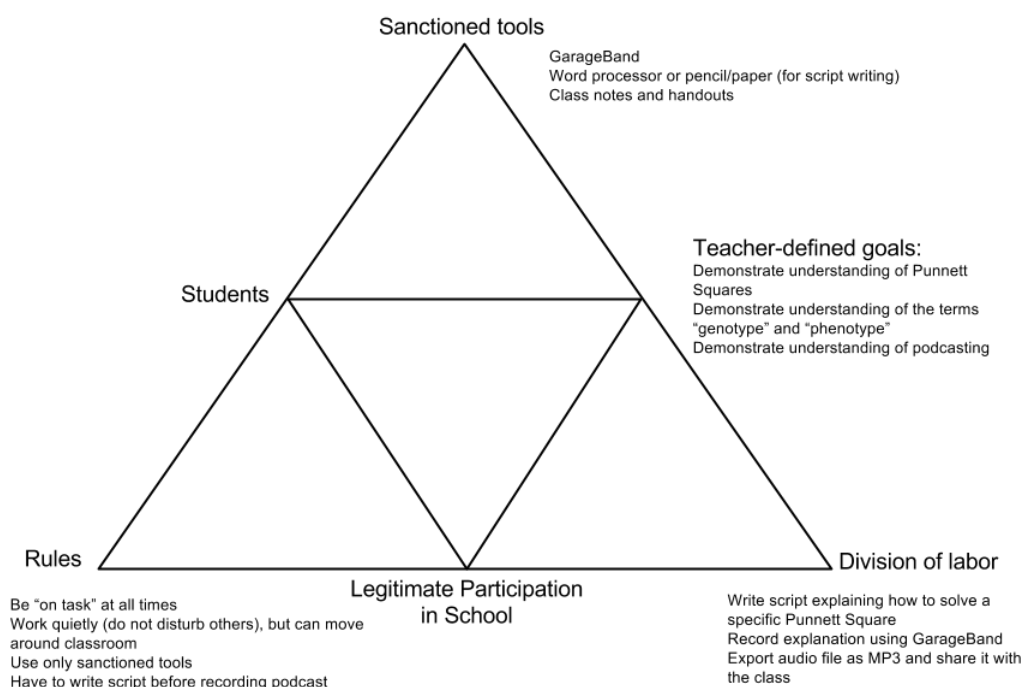 Sanctioned tools
GarageBand
Word processor or pencil/paper (for script writing)
Class notes and handouts
Students
Teacher-defined goals:
Demonstrate understanding of Punnett
Squares
Demonstrate understanding of the terms
“genotype” and “phenotype”
Demonstrate understanding of podcasting
Rules
Be “on task” at all times
Work quietly (do not disturb others), but can move
around classroom
Use only sanctioned tools
Have to write script before recording podcast
Legitimate Participation
in School
Division of labor
Write script explaining how to solve a
specific Punnett Square
Record explanation using GarageBand
Export audio file as MP3 and share it with
the class